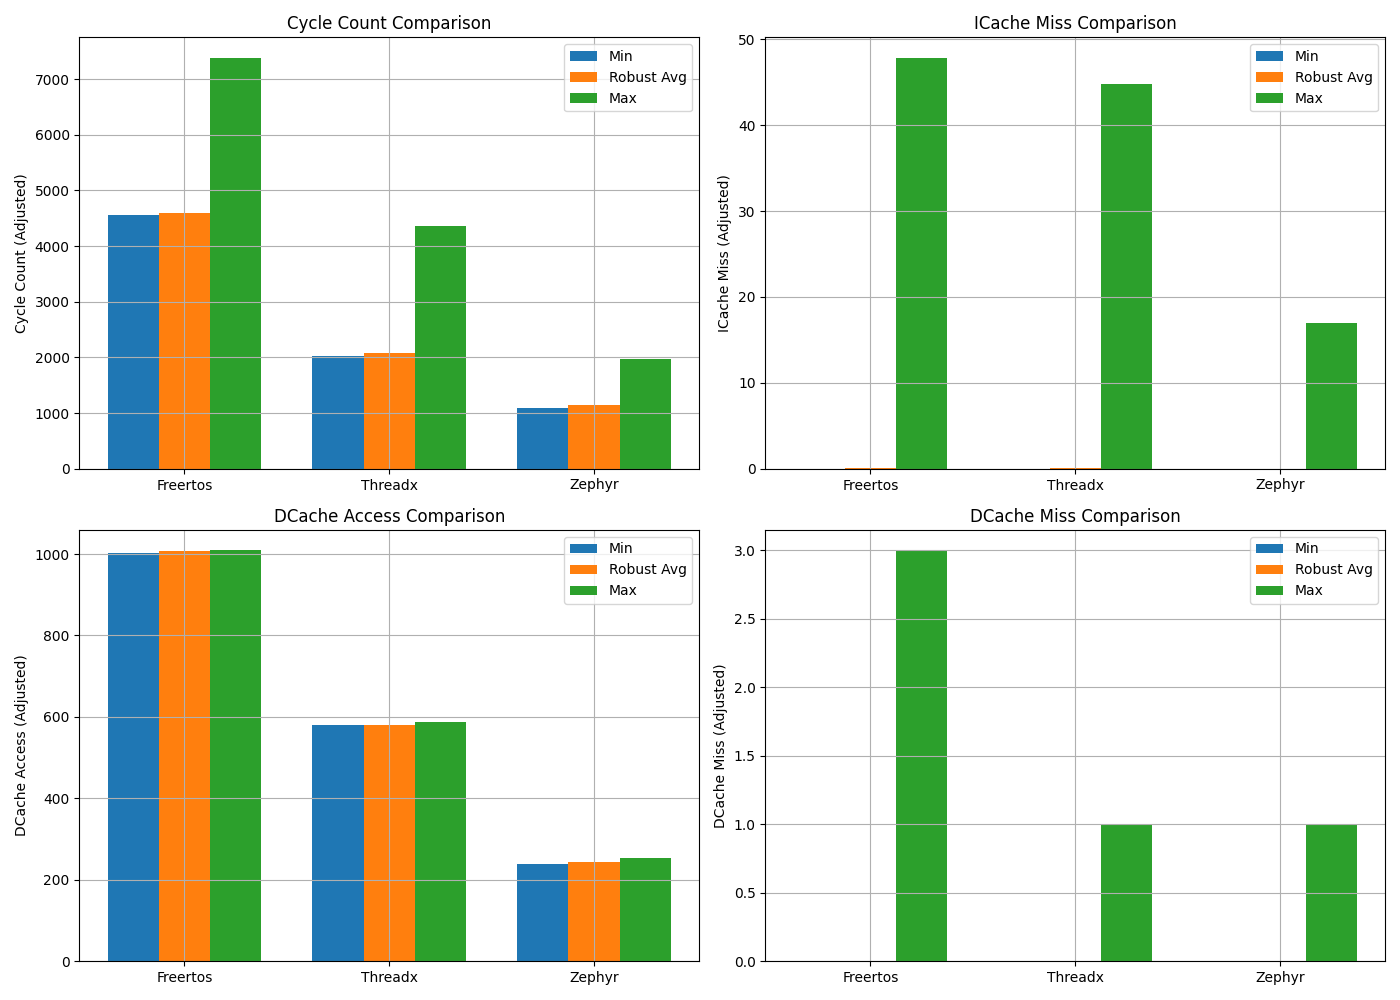 Cycle Count Comparison
Cycle Count (Adjusted)
7000
6000
5000
4000
3000
2000
1000
0
Min
Robust Avg
Max
Freertos
Threadx
Zephyr
ICache Miss Comparison
ICache Miss (Adjusted)
50
40
30
20
10
0
Min
Robust Avg
Max
Freertos
Threadx
Zephyr
DCache Access Comparison
DCache Access (Adjusted)
1000
800
600
400
200
0
Min
Robust Avg
Max
Freertos
Threadx
Zephyr
DCache Miss Comparison
DCache Miss (Adjusted)
3.0
2.5
2.0
1.5
1.0
0.5
0.0
Min
Robust Avg
Max
Freertos
Threadx
Zephyr